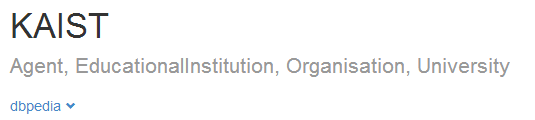 KAIST
Agent, EducationalInstitution, Organisation, University
dbpedia